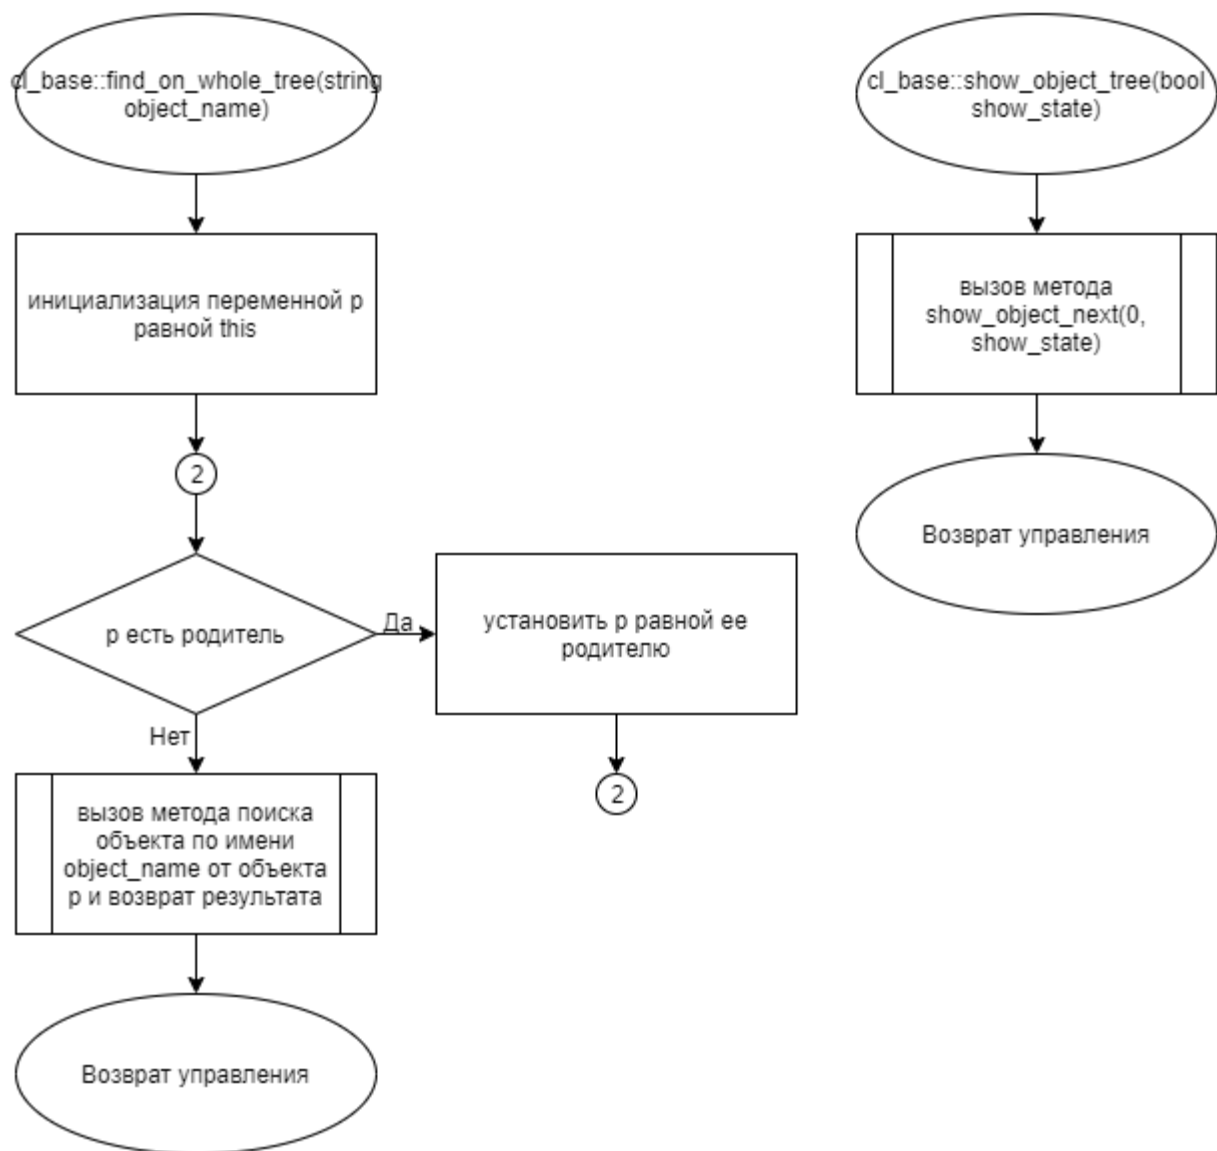 cl_base::find_on_whole_tree(string
object_name)
инициализация переменной p
равной this
2
p есть родитель
Да
установить p равной ее
родителю
2
Нет
вызов метода поиска
объекта по имени
object_name от объекта
p и возврат результата
Возврат управления
cl_base::show_object_tree(bool
show_state)
вызов метода
show_object_next(0,
show_state)
Возврат управления